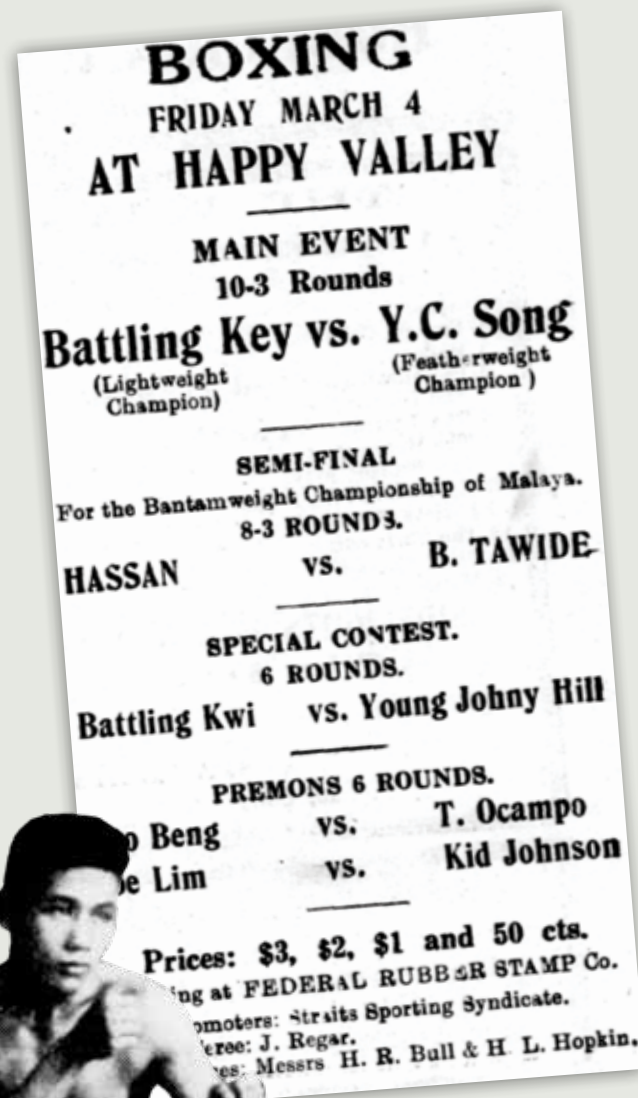 BOXING
FRIDAY MARCH 4
AT HAPPY VALLEY
MAIN EVENT
10-3 Rounds
Battling Key vs. Y.C. Song
(Lightweight Champion) (Featherweight Champion )
SEMI-FINAL
For the Bantamweight Championship of Malaya.
8-3 ROUNDS.
HASSAN vs. B. TAWIDE
SPECIAL CONTEST.
6 ROUNDS.
Battling Kwi vs. Young Johny Hill
PREMONS 6 ROUNDS.
Beng vs. T. Ocampo
Lim vs. Kid Johnson
Prices: $3, $2, $1 and 50 cts.
at FEDERAL RUBBER STAMP Co.
Straits Sporting Syndicate.
J. Regar.
Messrs H. R. Bull & H. L. Hopkin.